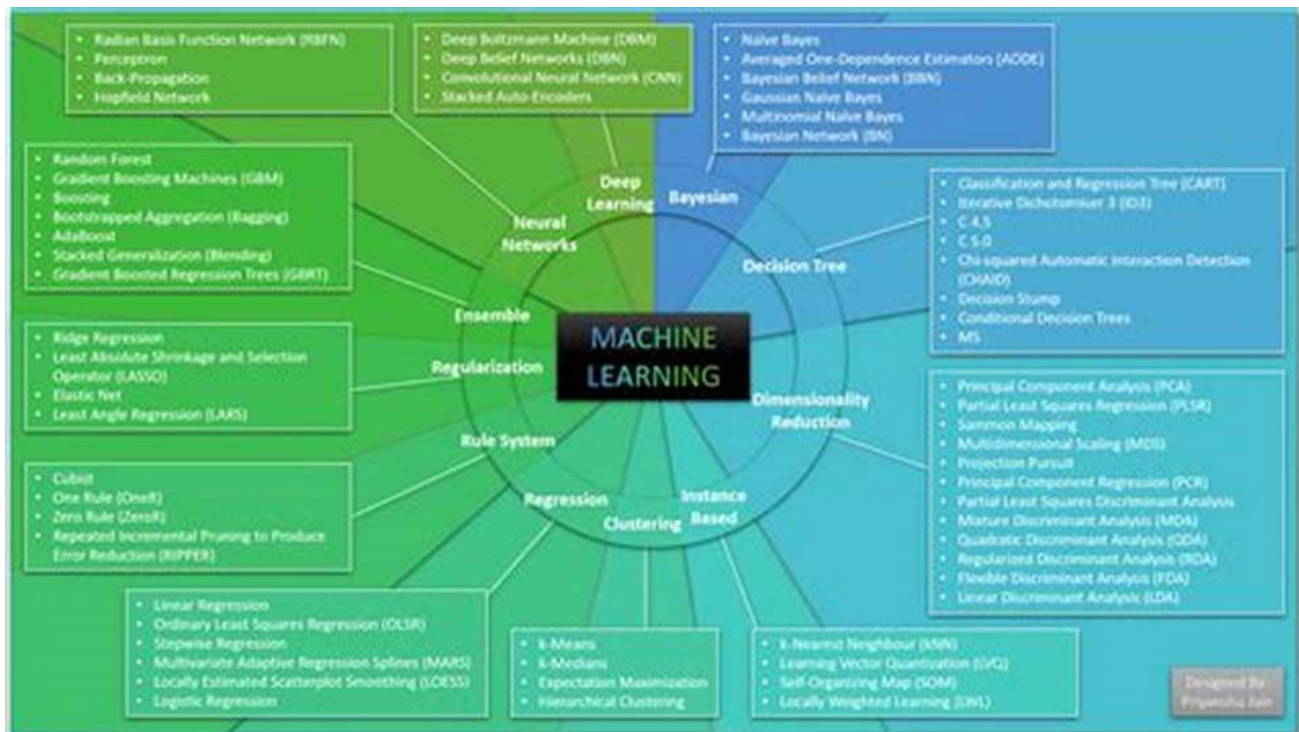 • Radian Basis Function Network (RBFN)
• Perceptron
• Back-Propagation
• Hopfield Network
• Deep Boltzmann Machine (DBM)
• Deep Belief Networks (DBN)
• Convolutional Neural Network (CNN)
• Stacked Auto-Encoders
• Naïve Bayes
• Averaged One-Dependence Estimators (AODE)
• Bayesian Belief Network (BBN)
• Gaussian Naïve Bayes
• Multinomial Naïve Bayes
• Bayesian Network (BN)
• Random Forest
• Gradient Boosting Machines (GBM)
• Boosting
• Bootstrapped Aggregation (Bagging)
• AdaBoost
• Stacked Generalization (Blending)
• Gradient Boosted Regression Trees (GBRT)
Deep
Learning
Bayesian
Neural
Networks
Decision Tree
• Classification and Regression Tree (CART)
• Iterative Dichotomiser 3 (ID3)
• C 4.5
• C 5.0
• Chi-squared Automatic Interaction Detection
(CHAID)
• Decision Stump
• Conditional Decision Trees
• M5
Ensemble
• Ridge Regression
• Least Absolute Shrinkage and Selection
Operator (LASSO)
• Elastic Net
• Least Angle Regression (LARS)
Regularization
MACHINE
LEARNING
Dimensionality
Reduction
• Principal Component Analysis (PCA)
• Partial Least Squares Regression (PLSR)
• Sammon Mapping
• Multidimensional Scaling (MDS)
• Projection Pursuit
• Principal Component Regression (PCR)
• Partial Least Squares Discriminant Analysis
• Mixture Discriminant Analysis (MDA)
• Quadratic Discriminant Analysis (QDA)
• Regularized Discriminant Analysis (RDA)
• Flexible Discriminant Analysis (FDA)
• Linear Discriminant Analysis (LDA)
Rule System
• Cubist
• One Rule (OneR)
• Zero Rule (ZeroR)
• Repeated Incremental Pruning to Produce
Error Reduction (RIPPER)
Regression
Clustering
Instance
Based
• Linear Regression
• Ordinary Least Squares Regression (OLSR)
• Stepwise Regression
• Multivariate Adaptive Regression Splines (MARS)
• Locally Estimated Scatterplot Smoothing (LOESS)
• Logistic Regression
• k-Means
• k-Medians
• Expectation Maximization
• Hierarchical Clustering
• k-Nearest Neighbour (kNN)
• Learning Vector Quantization (LVQ)
• Self-Organizing Map (SOM)
• Locally Weighted Learning (LWL)
Designed By
Priyanshu Jain